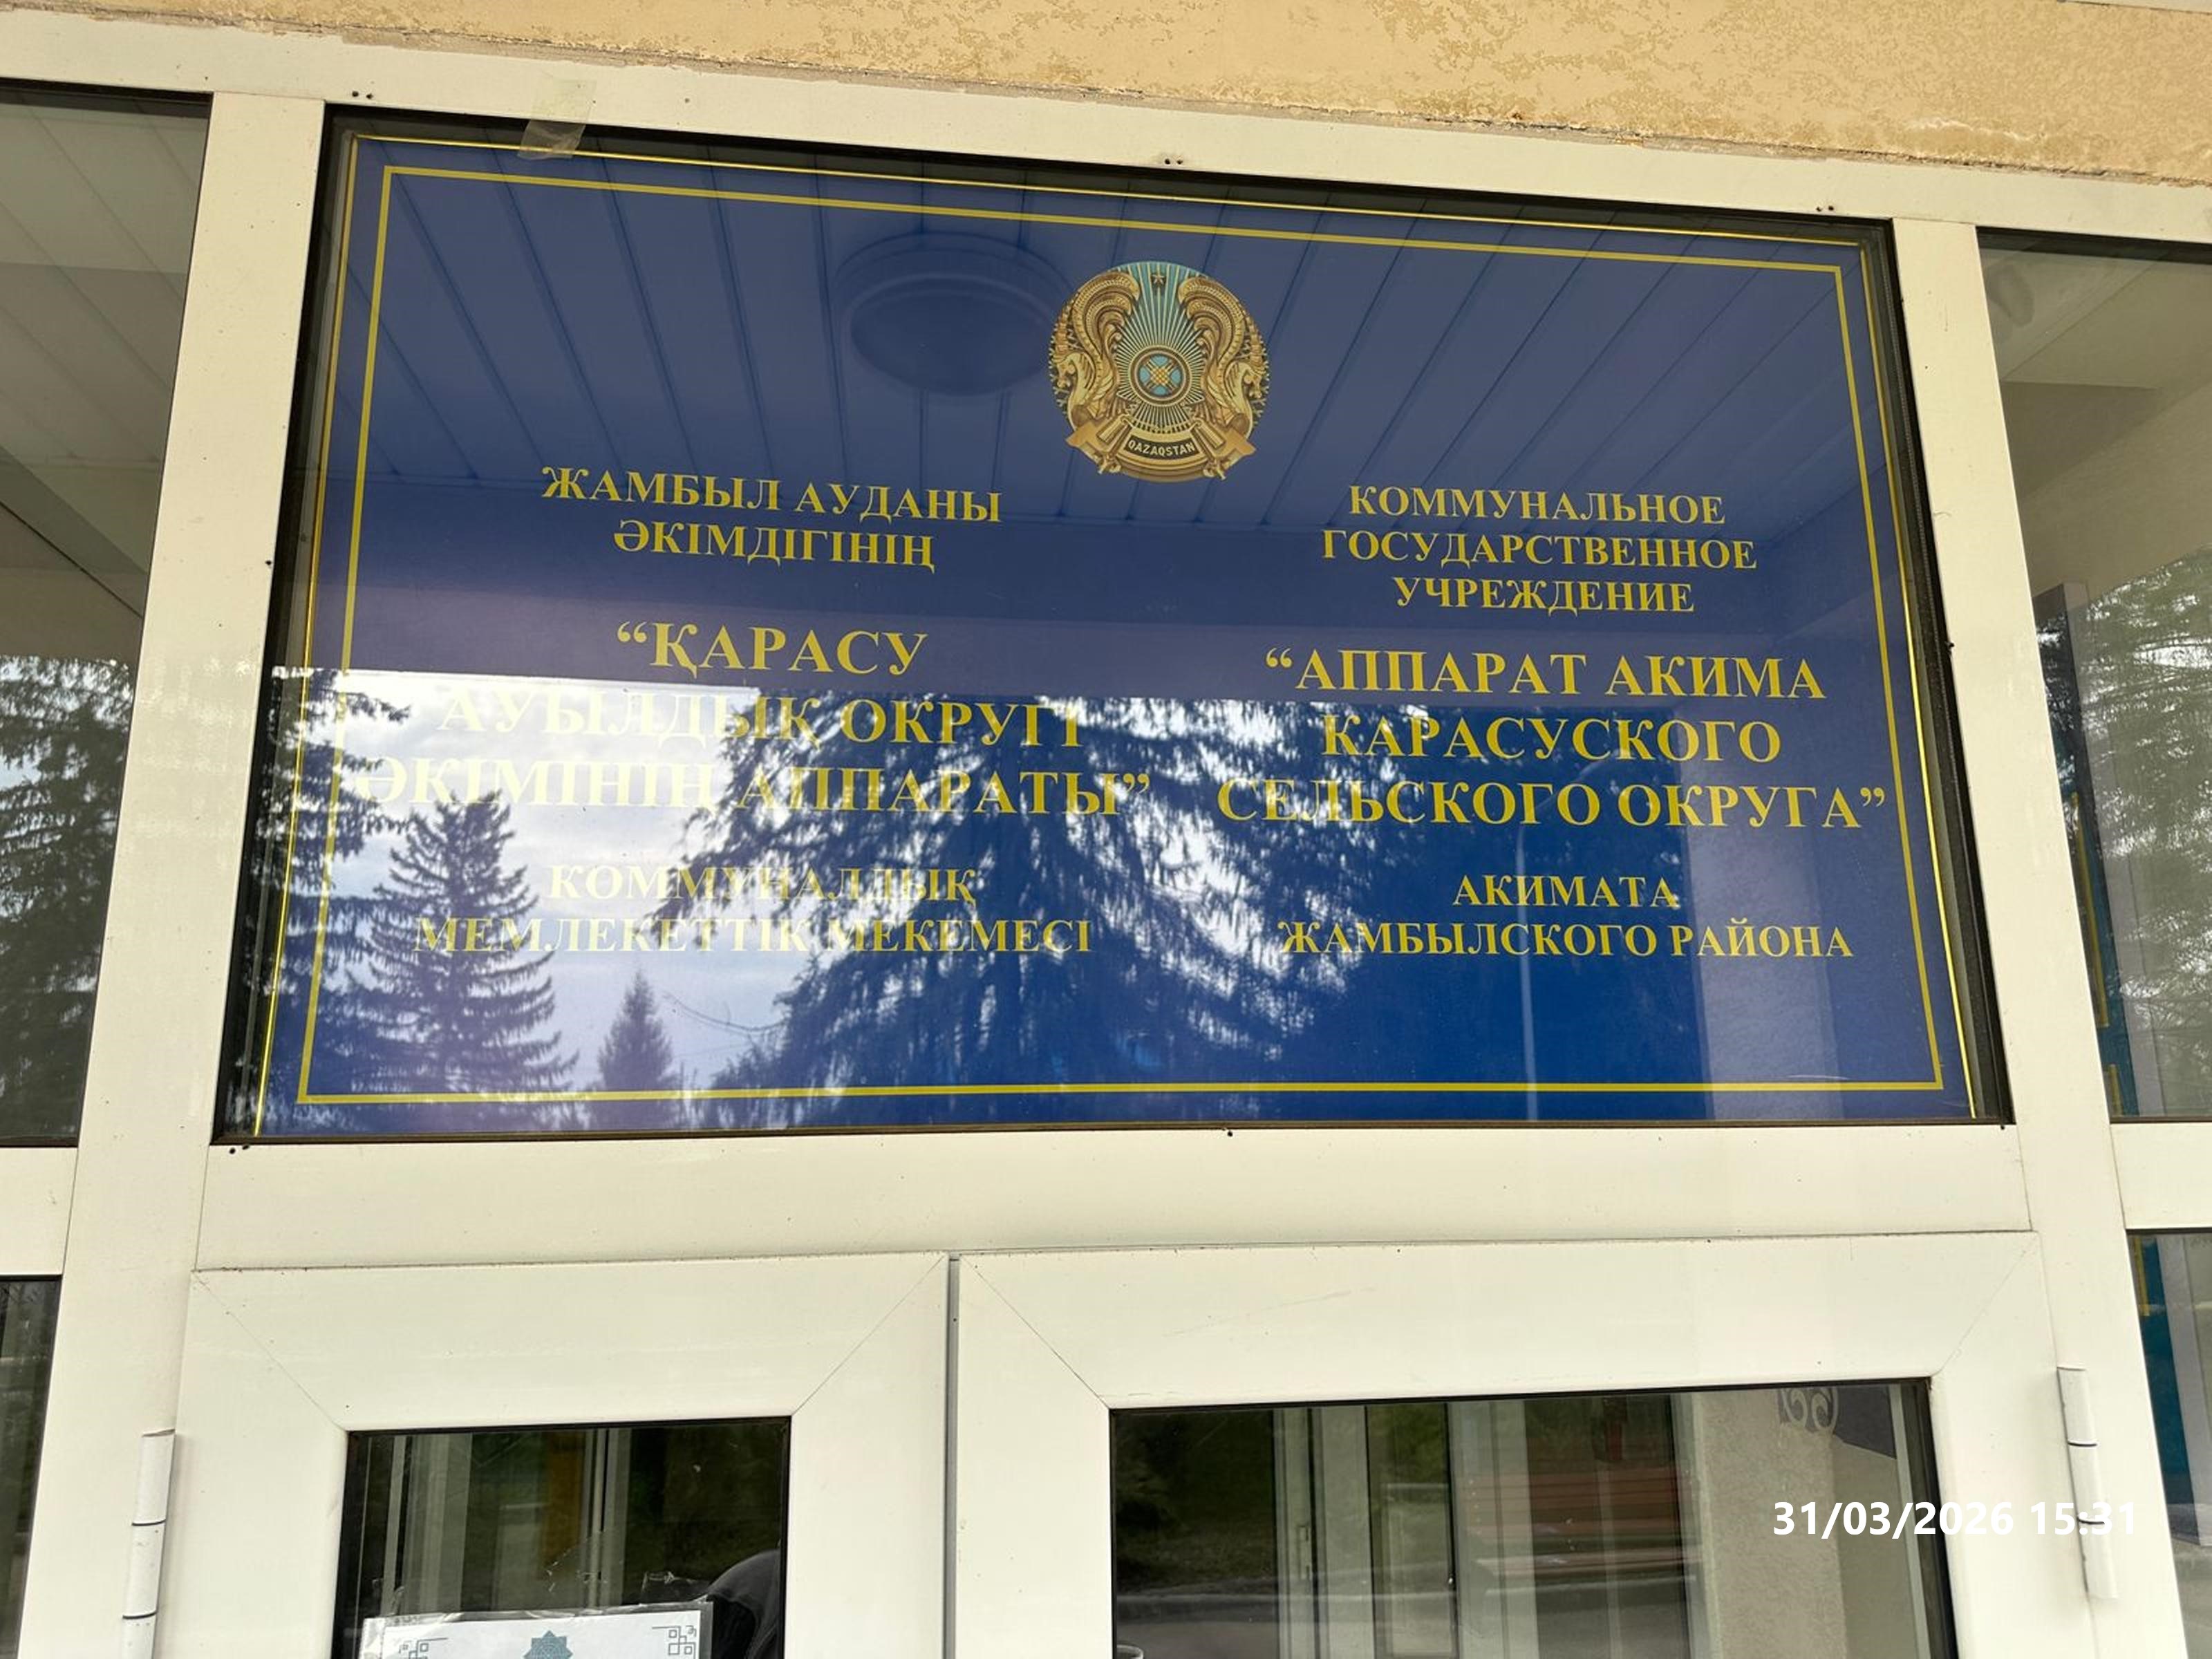 QAZAQSTAN
ЖАМБЫЛ АУДАНЫ
ӘКІМДІГІНІҢ
“ҚАРАСУ
АУЫЛДЫҚ ОКРУГІ
ӘКІМІНІҢ АППАРАТЫ”
КОММУНАЛДЫҚ
МЕМЛЕКЕТТІК МЕКЕМЕСІ
КОММУНАЛЬНОЕ
ГОСУДАРСТВЕННОЕ
УЧРЕЖДЕНИЕ
“АППАРАТ АКИМА
КАРАСУСКОГО
СЕЛЬСКОГО ОКРУГА”
АКИМАТА
ЖАМБЫЛСКОГО РАЙОНА
31/03/2026 15:31